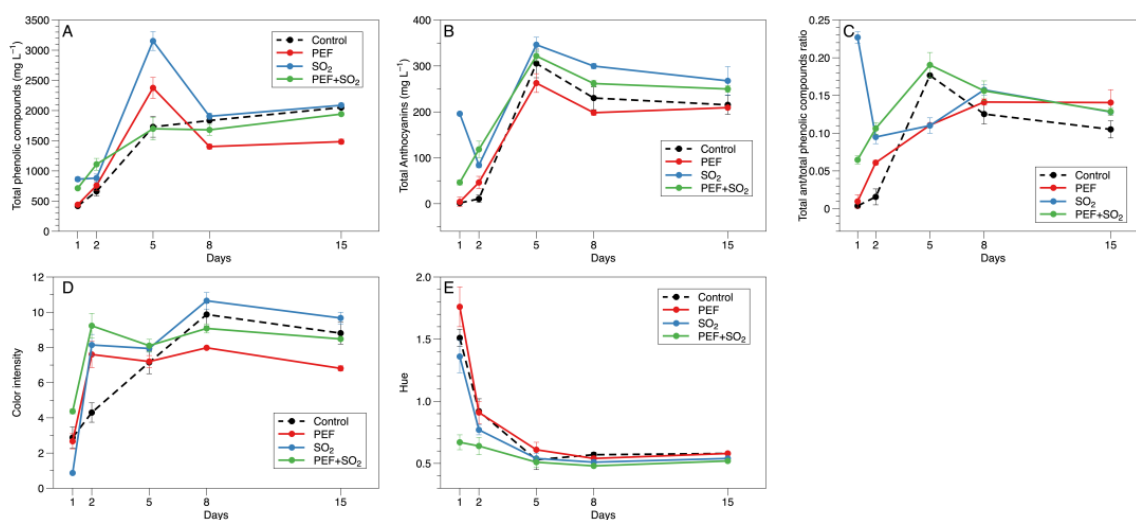 A
Total phenolic compounds (mg L⁻¹)
3500
3000
2500
2000
1500
1000
500
0
1 2 5 8 15
Days
Control
PEF
SO₂
PEF+SO₂
B
Total Anthocyanins (mg L⁻¹)
400
300
200
100
0
1 2 5 8 15
Days
Control
PEF
SO₂
PEF+SO₂
C
Total ant/total phenolic compounds ratio
0.25
0.20
0.15
0.10
0.05
0
1 2 5 8 15
Days
Control
PEF
SO₂
PEF+SO₂
D
Color intensity
12
10
8
6
4
2
0
1 2 5 8 15
Days
Control
PEF
SO₂
PEF+SO₂
E
Hue
2.0
1.5
1.0
0.5
1 2 5 8 15
Days
Control
PEF
SO₂
PEF+SO₂